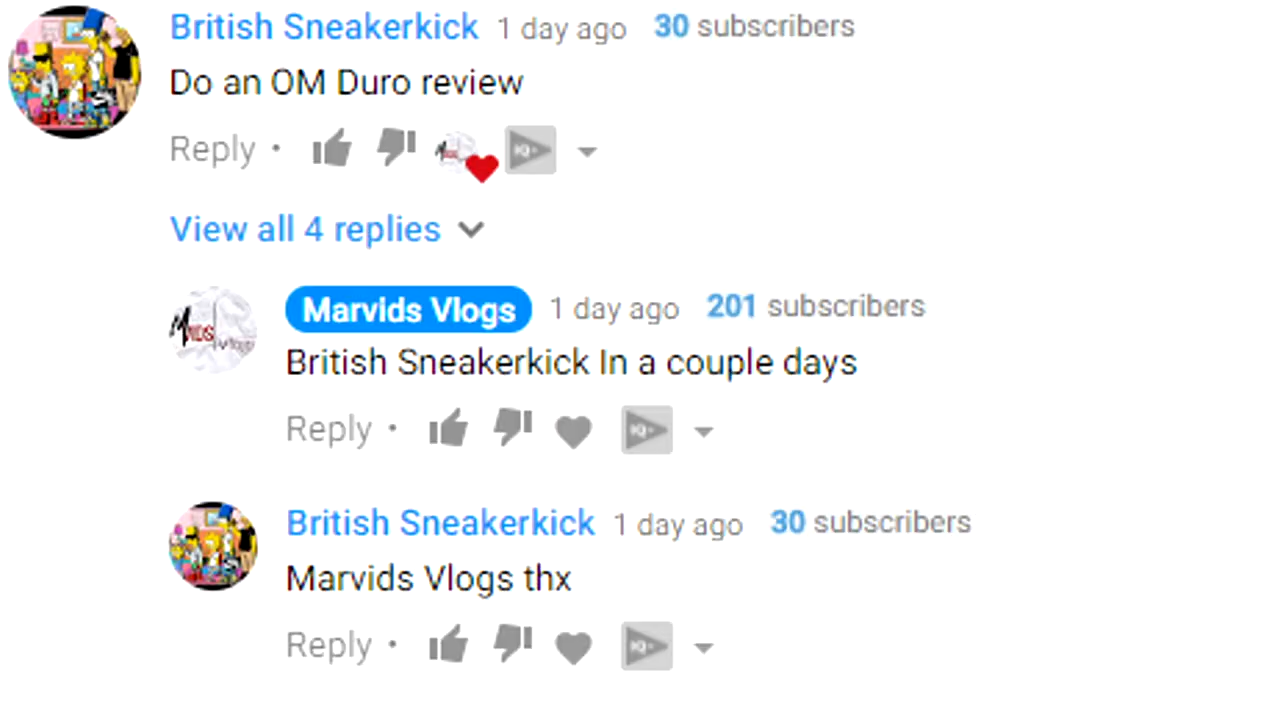 British Sneakerkick 1 day ago 30 subscribers
Do an OM Duro review
Reply •
View all 4 replies
Marvids Vlogs 1 day ago 201 subscribers
British Sneakerkick In a couple days
Reply •
British Sneakerkick 1 day ago 30 subscribers
Marvids Vlogs thx
Reply •